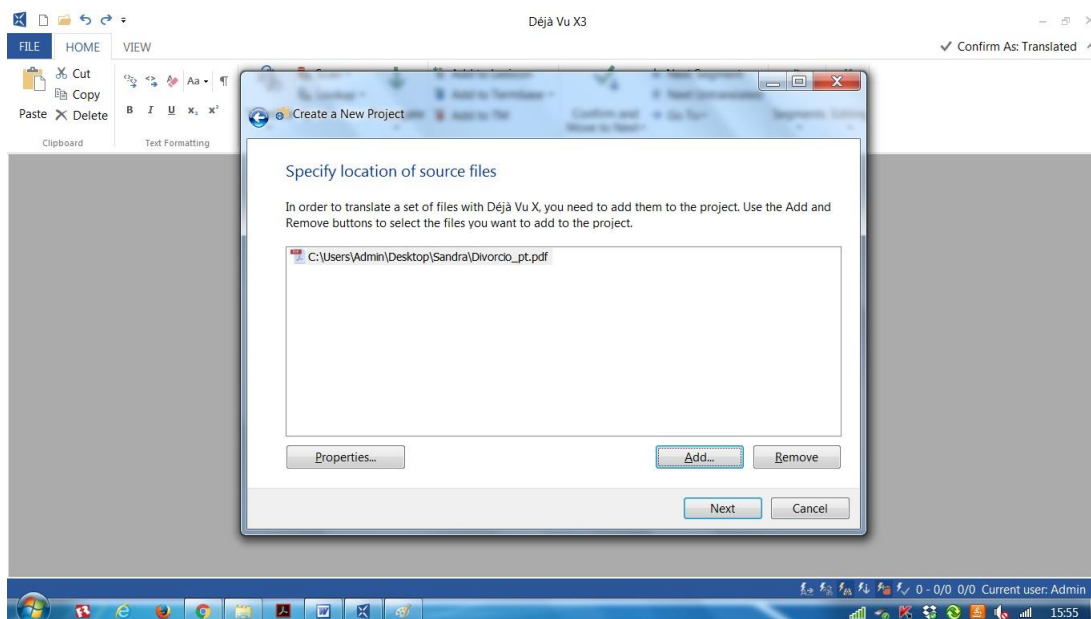 Déjà Vu X3
FILE HOME VIEW
Confirm As: Translated
Paste
Cut
Copy
Delete
Aa
B I U x₂ x²
Clipboard
Text Formatting
Create a New Project
Specify location of source files
In order to translate a set of files with Déjà Vu X, you need to add them to the project. Use the Add and
Remove buttons to select the files you want to add to the project.
C:\Users\Admin\Desktop\Sandra\Divorcio_pt.pdf
Properties...
Add...
Remove
Next
Cancel
0 - 0/0 0/0 Current user: Admin
15:55